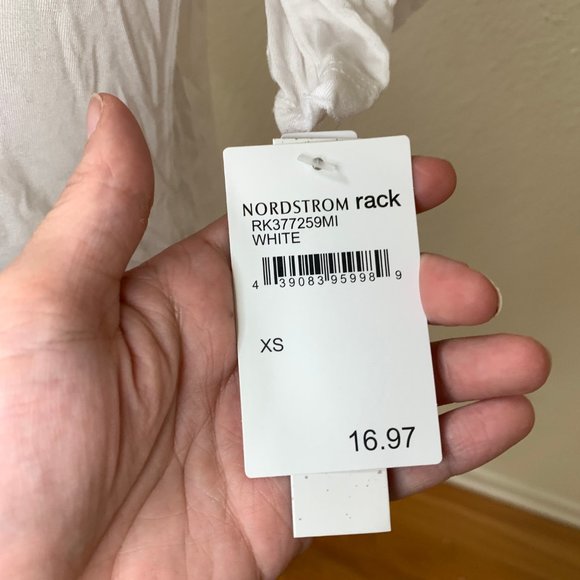 NORDSTROM rack
RK377259MI
WHITE
4 39083 95998 9
XS
16.97